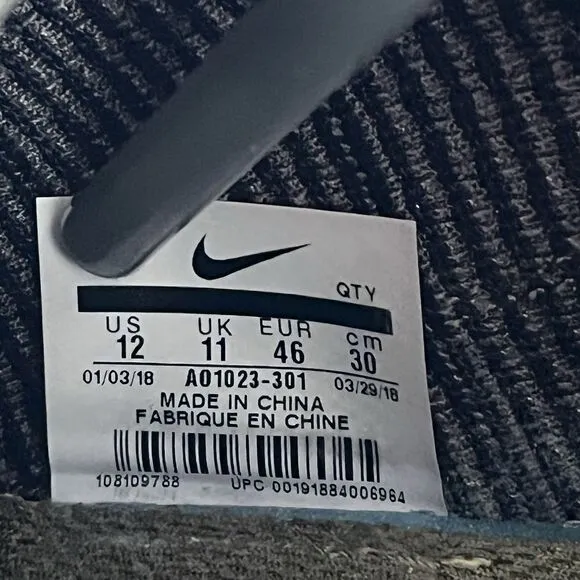 QTY
US UK EUR cm
12 11 46 30
01/03/18 AO1023-301 03/29/18
MADE IN CHINA
FABRIQUE EN CHINE
108109788 UPC 00191884006964